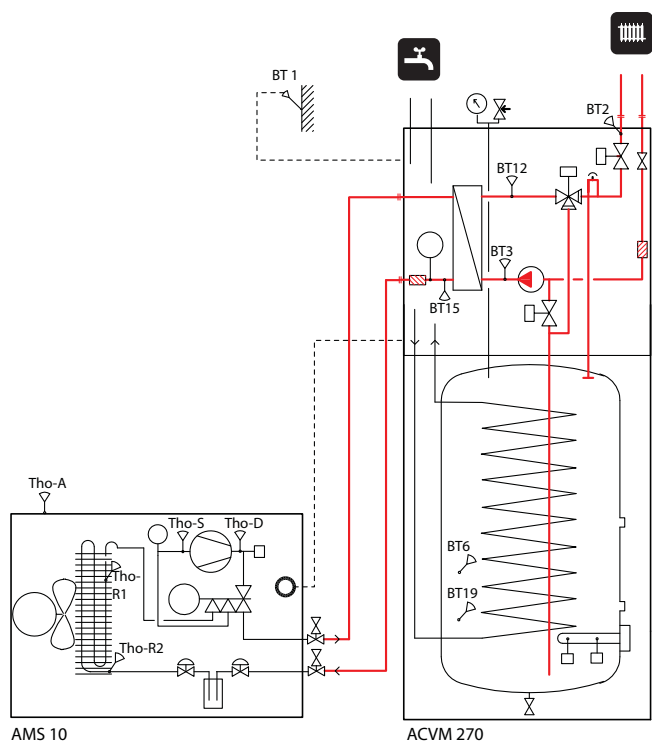 BT 1
BT2
BT12
BT3
BT15
Tho-A
Tho-S
Tho-D
BT6
Tho-
R1
BT19
Tho-R2
AMS 10
ACVM 270